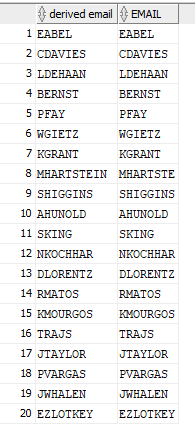 derived email EMAIL
1 EABEL EABEL
2 CDAVIES CDAVIES
3 LDEHAAN LDEHAAN
4 BERNST BERNST
5 PFAY PFAY
6 WGIETZ WGIETZ
7 KGRANT KGRANT
8 MHARTSTEIN MHARTSTE
9 SHIGGINS SHIGGINS
10 AHUNOLD AHUNOLD
11 SKING SKING
12 NKOCHHAR NKOCHHAR
13 DLORENTZ DLORENTZ
14 RMATOS RMATOS
15 KMOURGOS KMOURGOS
16 TRAJS TRAJS
17 JTAYLOR JTAYLOR
18 PVARGAS PVARGAS
19 JWHALEN JWHALEN
20 EZLOTKEY EZLOTKEY